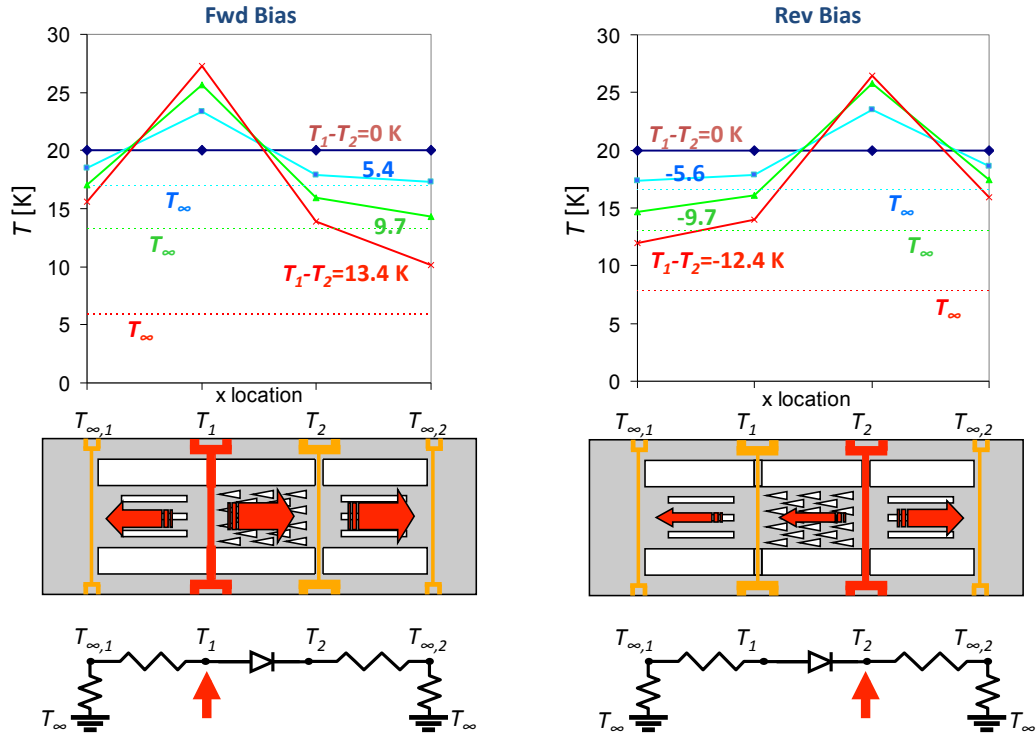 Fwd Bias
30
25
20
15
10
5
0
T [K]
T₁-T₂=0 K
5.4
T∞
9.7
T∞
T₁-T₂=13.4 K
T∞
x location
T∞,1 T₁ T₂ T∞,2
T∞,1 T₁ T₂ T∞,2
T∞ T∞
Rev Bias
30
25
20
15
10
5
0
T [K]
T₁-T₂=0 K
-5.6
T∞
-9.7
T∞
T₁-T₂=-12.4 K
T∞
x location
T∞,1 T₁ T₂ T∞,2
T∞,1 T₁ T₂ T∞,2
T∞ T∞